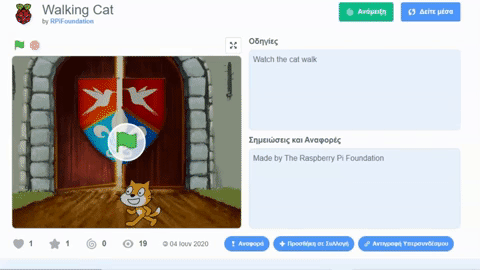 Walking Cat
by RPiFoundation
Ανάμειξη
Δείτε μέσα
Οδηγίες
Watch the cat walk
Σημειώσεις και Αναφορές
Made by The Raspberry Pi Foundation
1
1
0
19
© 04 Ιουν 2020
Αναφορά
Προσθήκη σε Συλλογή
Αντιγραφή Υπερσυνδέσμου